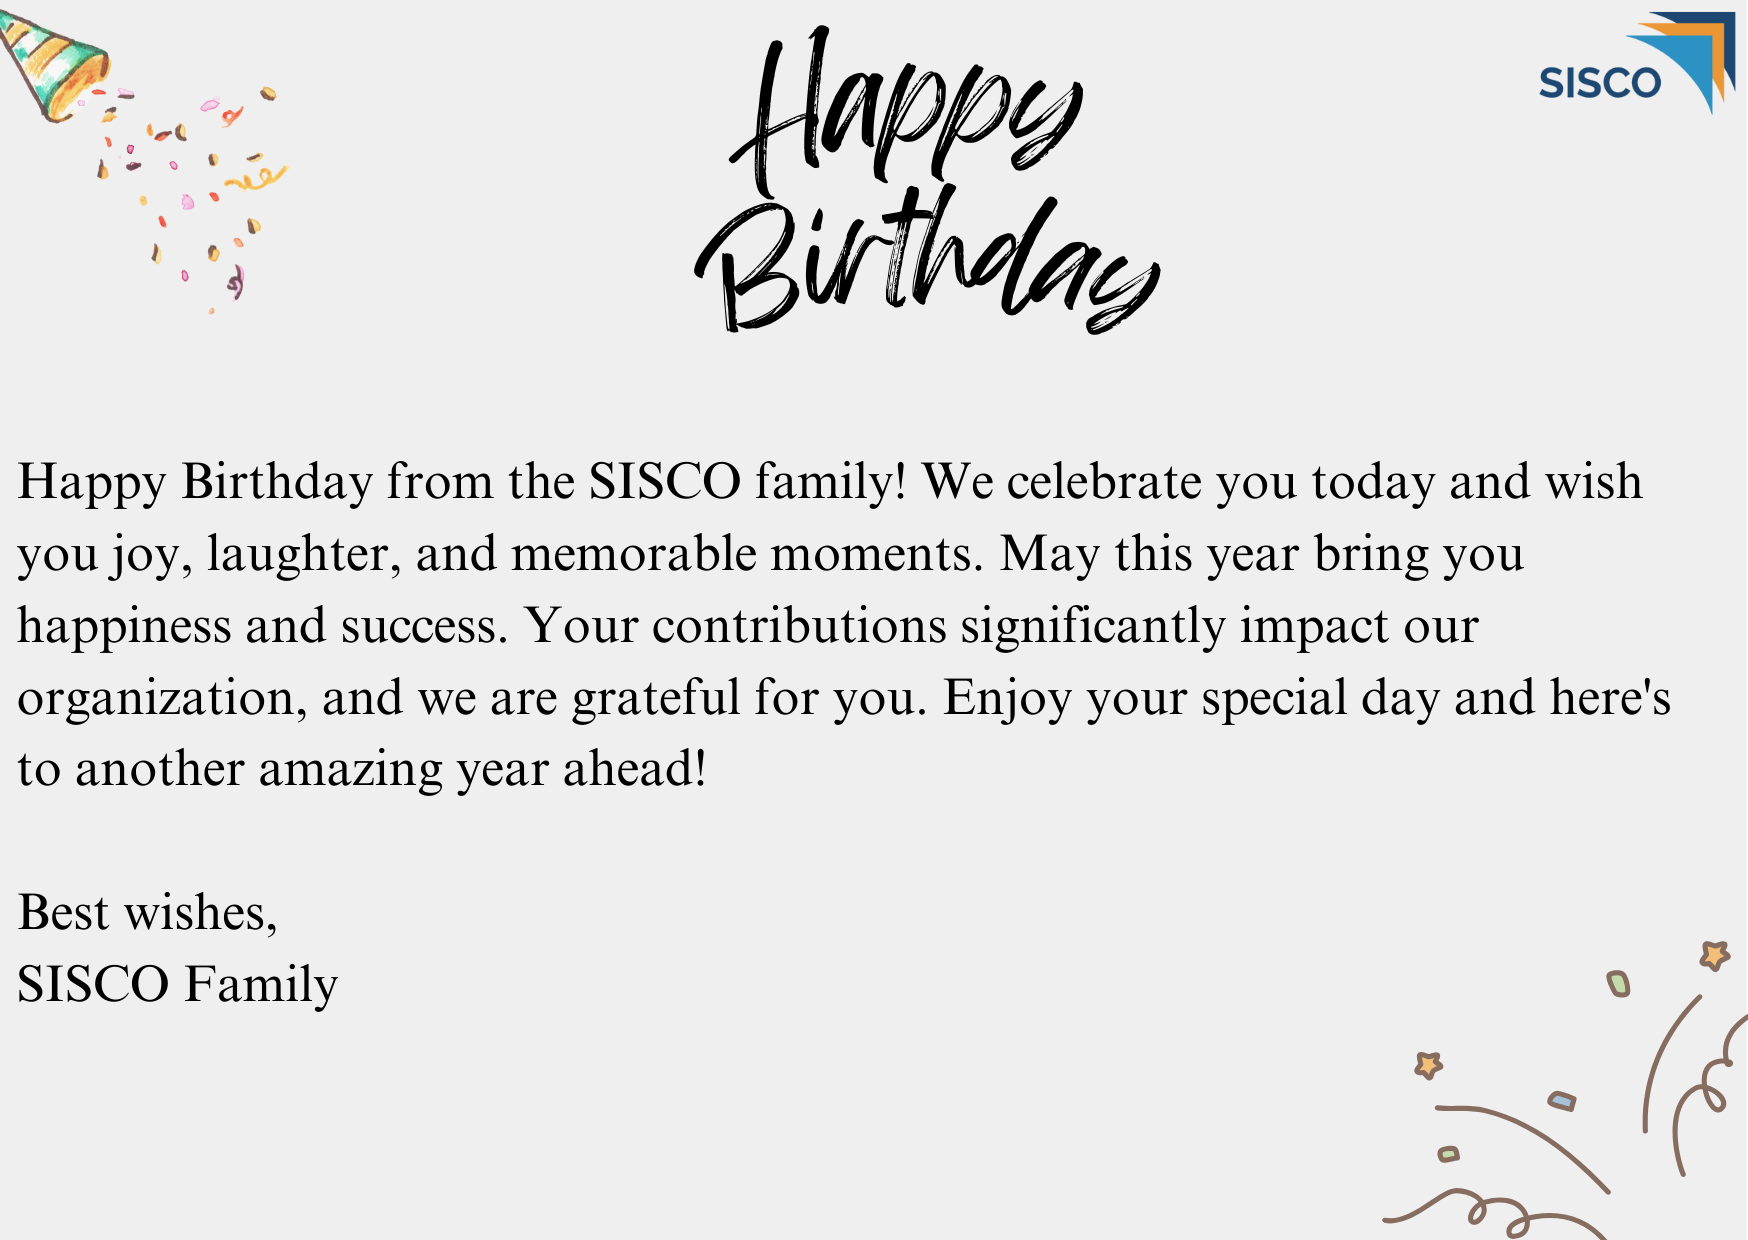 Happy
Birthday
SISCO
Happy Birthday from the SISCO family! We celebrate you today and wish
you joy, laughter, and memorable moments. May this year bring you
happiness and success. Your contributions significantly impact our
organization, and we are grateful for you. Enjoy your special day and here's
to another amazing year ahead!
Best wishes,
SISCO Family